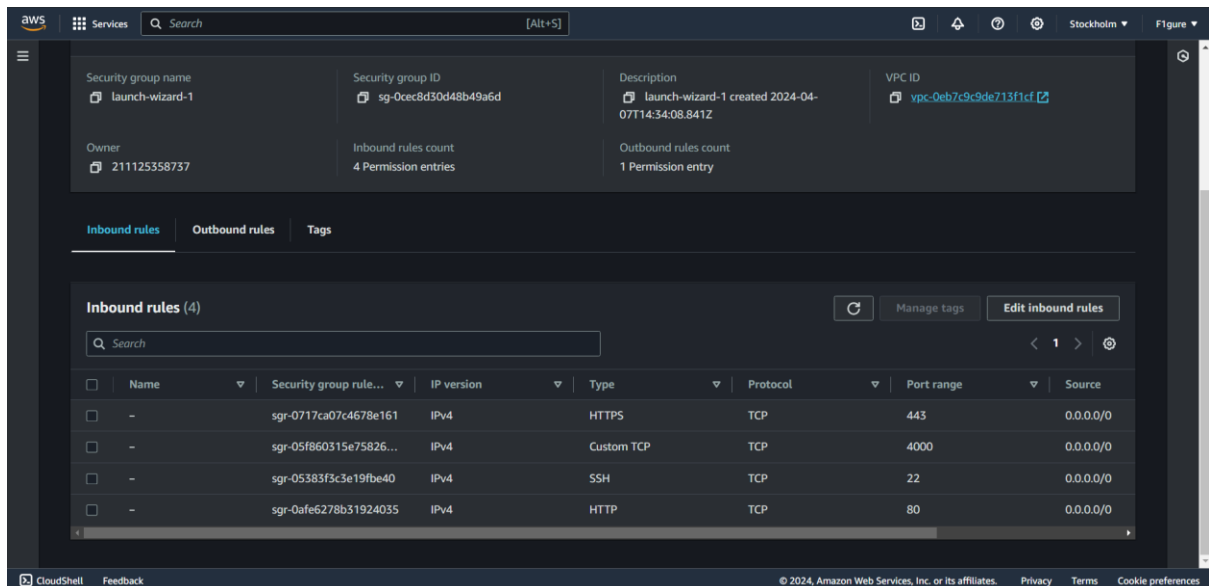 aws Services Search [Alt+S] Stockholm F1gure
Security group name Security group ID Description VPC ID
launch-wizard-1 sg-0cec8d30d48b49a6d launch-wizard-1 created 2024-04-07T14:34:08.841Z vpc-0eb7c9c9de713f1cf
Owner Inbound rules count Outbound rules count
211125358737 4 Permission entries 1 Permission entry
Inbound rules Outbound rules Tags
Inbound rules (4) Manage tags Edit inbound rules
Search 1
Name Security group rule... IP version Type Protocol Port range Source
– sgr-0717ca07c4678e161 IPv4 HTTPS TCP 443 0.0.0.0/0
– sgr-05f860315e75826... IPv4 Custom TCP TCP 4000 0.0.0.0/0
– sgr-05383f3c3e19fbe40 IPv4 SSH TCP 22 0.0.0.0/0
– sgr-0afe6278b31924035 IPv4 HTTP TCP 80 0.0.0.0/0
CloudShell Feedback © 2024, Amazon Web Services, Inc. or its affiliates. Privacy Terms Cookie preferences